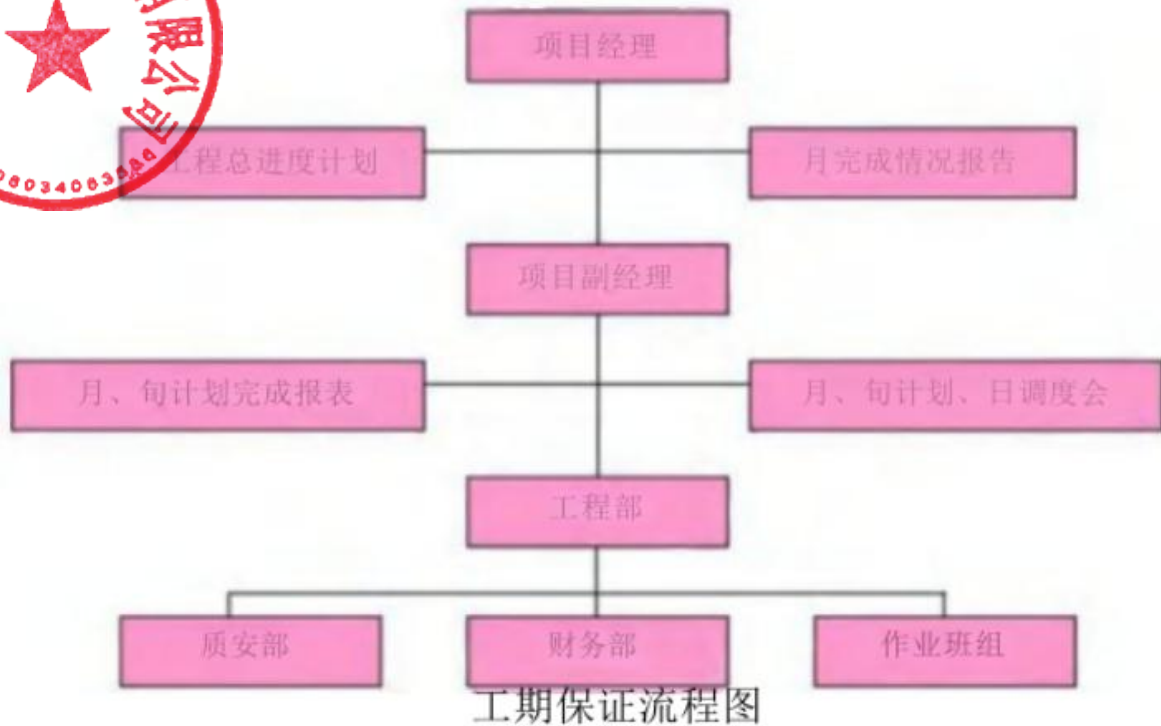 限公司
项目经理
工程总进度计划
月完成情况报告
项目副经理
月、旬计划完成报表
月、旬计划、日调度会
工程部
质安部
财务部
作业班组
工期保证流程图